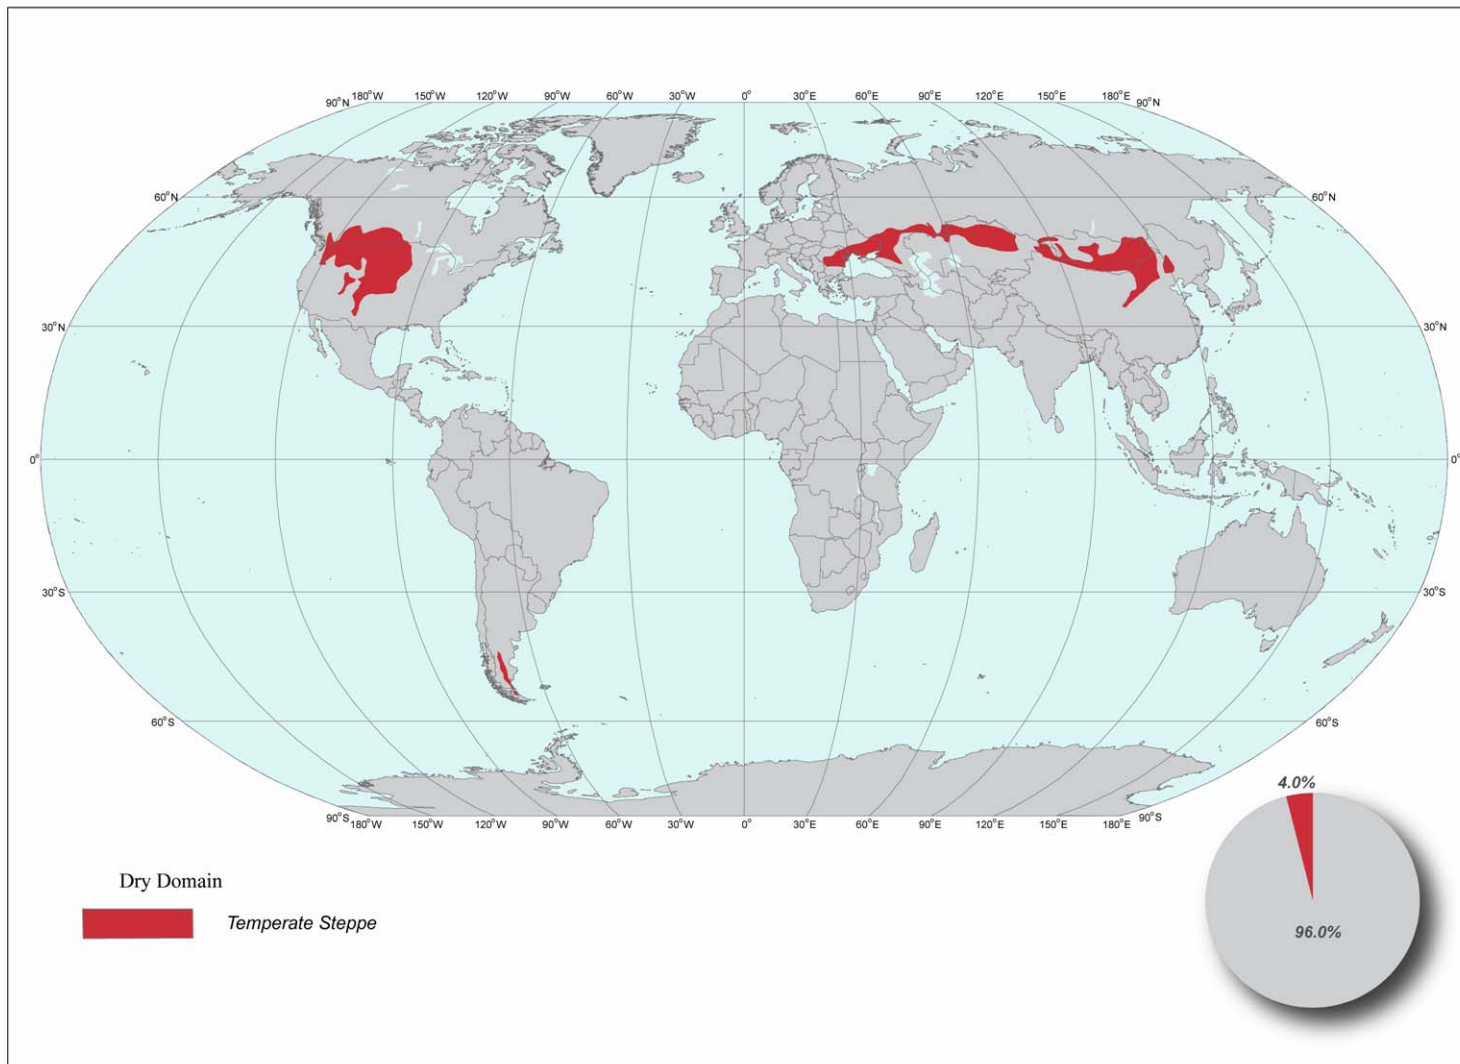 180°W 150°W 120°W 90°W 60°W 30°W 0° 30°E 60°E 90°E 120°E 150°E 180°E
90°N 90°N
60°N 60°N
30°N 30°N
0° 0°
30°S 30°S
60°S 60°S
90°S 180°W 150°W 120°W 90°W 60°W 30°W 0° 30°E 60°E 90°E 120°E 150°E 180°E 90°S
4.0%
96.0%
Dry Domain
Temperate Steppe